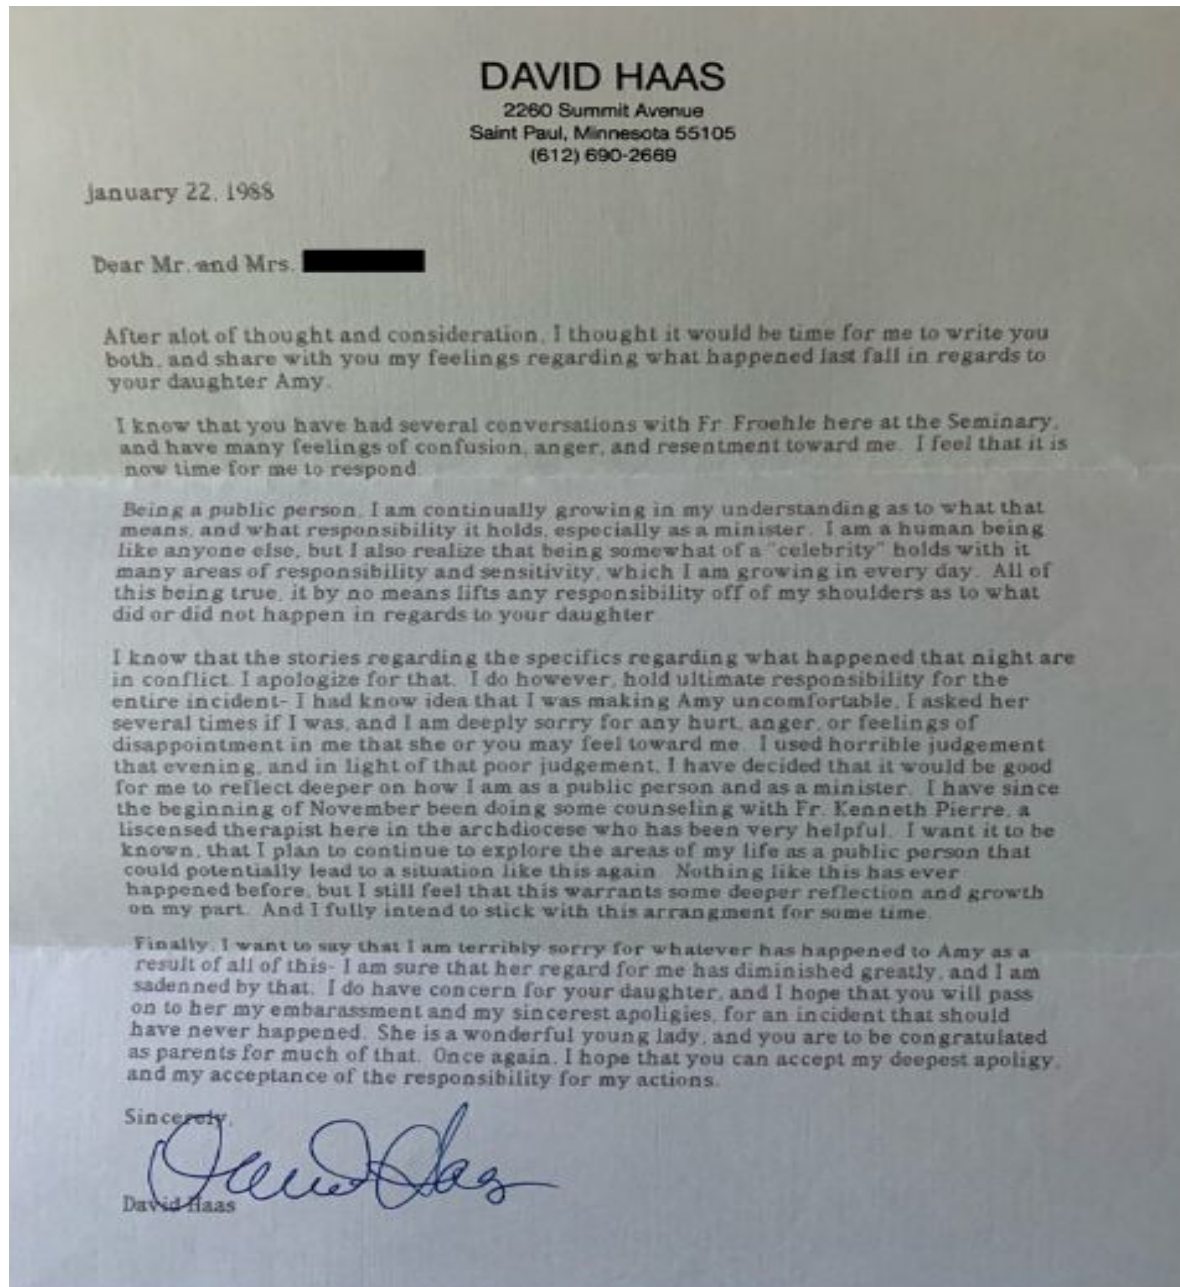 DAVID HAAS
2260 Summit Avenue
Saint Paul, Minnesota 55105
(612) 690-2669
january 22, 1988
Dear Mr. and Mrs.
After alot of thought and consideration, I thought it would be time for me to write you
both, and share with you my feelings regarding what happened last fall in regards to
your daughter Amy.
I know that you have had several conversations with Fr. Froehle here at the Seminary,
and have many feelings of confusion, anger, and resentment toward me. I feel that it is
now time for me to respond.
Being a public person, I am continually growing in my understanding as to what that
means, and what responsibility it holds, especially as a minister. I am a human being
like anyone else, but I also realize that being somewhat of a "celebrity" holds with it
many areas of responsibility and sensitivity, which I am growing in every day. All of
this being true, it by no means lifts any responsibility off of my shoulders as to what
did or did not happen in regards to your daughter.
I know that the stories regarding the specifics regarding what happened that night are
in conflict. I apologize for that. I do however, hold ultimate responsibility for the
entire incident- I had know idea that I was making Amy uncomfortable, I asked her
several times if I was, and I am deeply sorry for any hurt, anger, or feelings of
disappointment in me that she or you may feel toward me. I used horrible judgement
that evening, and in light of that poor judgement, I have decided that it would be good
for me to reflect deeper on how I am as a public person and as a minister. I have since
the beginning of November been doing some counseling with Fr. Kenneth Pierre, a
liscensed therapist here in the archdiocese who has been very helpful. I want it to be
known, that I plan to continue to explore the areas of my life as a public person that
could potentially lead to a situation like this again. Nothing like this has ever
happened before, but I still feel that this warrants some deeper reflection and growth
on my part. And I fully intend to stick with this arrangment for some time.
Finally, I want to say that I am terribly sorry for whatever has happened to Amy as a
result of all of this- I am sure that her regard for me has diminished greatly, and I am
sadenned by that. I do have concern for your daughter, and I hope that you will pass
on to her my embarassment and my sincerest apoligies, for an incident that should
have never happened. She is a wonderful young lady, and you are to be congratulated
as parents for much of that. Once again, I hope that you can accept my deepest apoligy,
and my acceptance of the responsibility for my actions.
Sincerely,
David Haas
David Haas